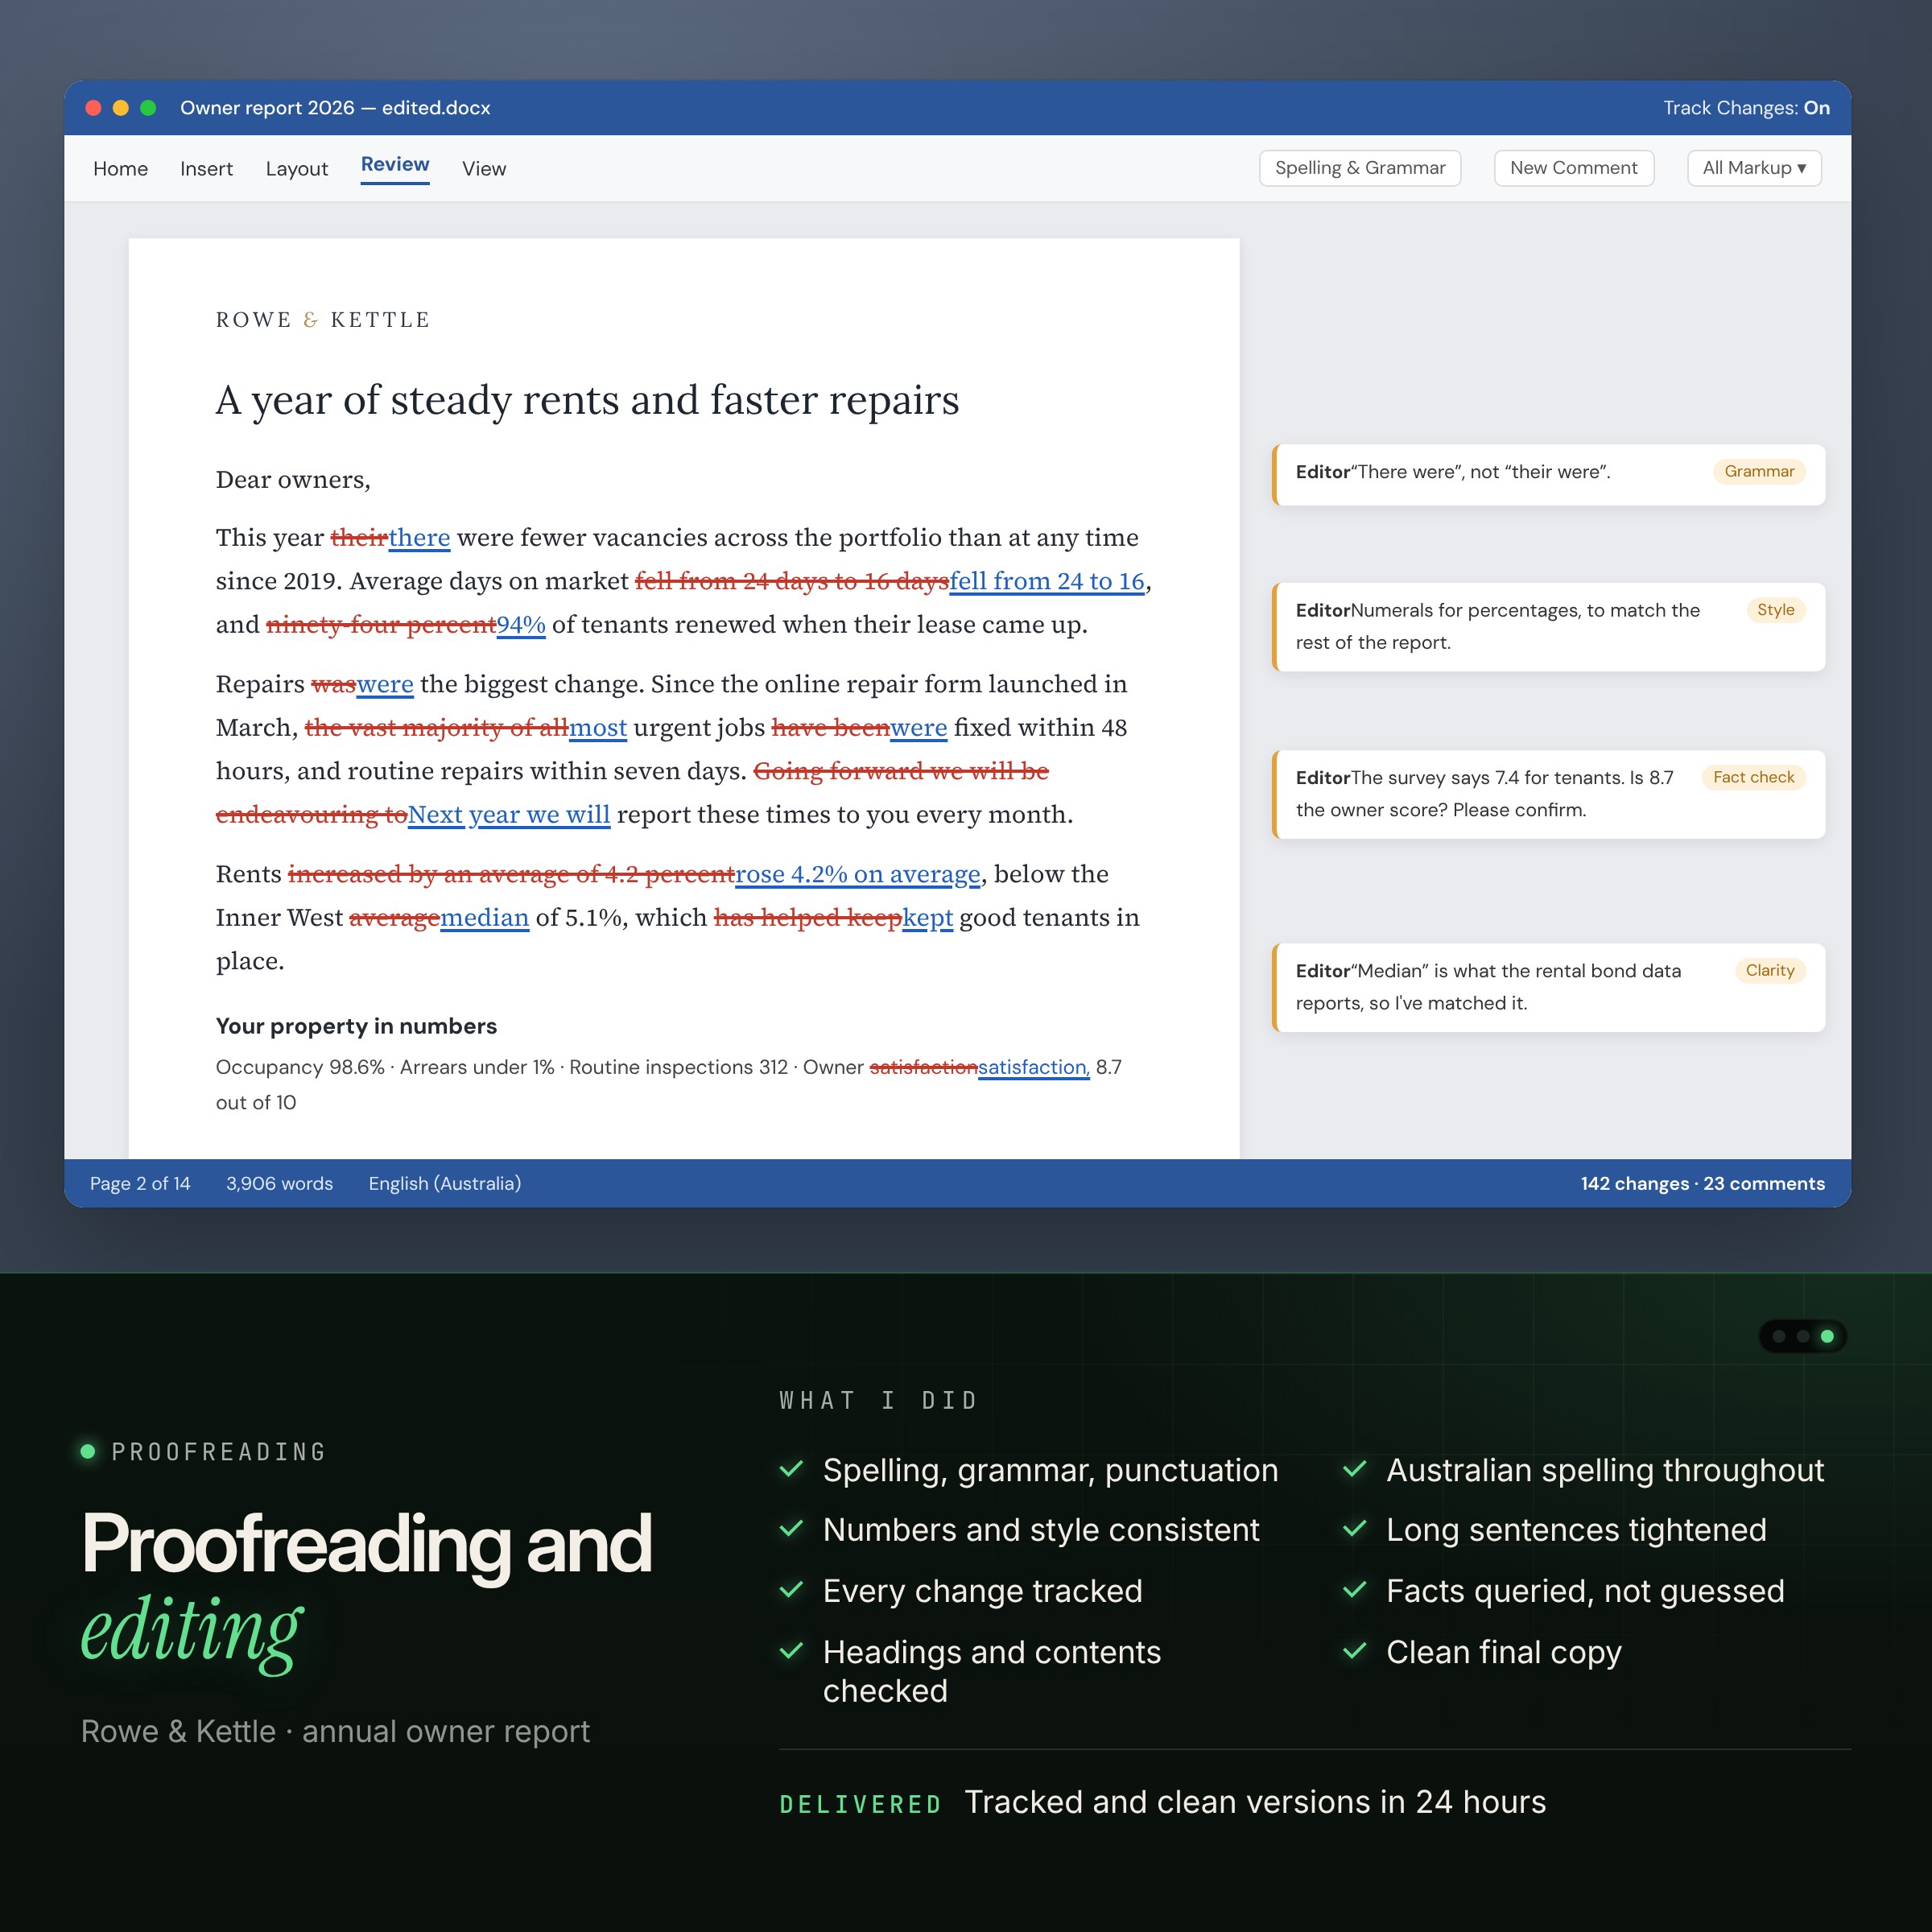 Owner report 2026 — edited.docx
Track Changes: On
Home Insert Layout Review View
Spelling & Grammar New Comment All Markup ▾
ROWE & KETTLE
A year of steady rents and faster repairs
Dear owners,
This year theirthere were fewer vacancies across the portfolio than at any time
since 2019. Average days on market fell from 24 days to 16 daysfell from 24 to 16,
and ninety-four percent94% of tenants renewed when their lease came up.
Repairs waswere the biggest change. Since the online repair form launched in
March, the vast majority of allmost urgent jobs have beenwere fixed within 48
hours, and routine repairs within seven days. Going forward we will be
endeavouring toNext year we will report these times to you every month.
Rents increased by an average of 4.2 percentrose 4.2% on average, below the
Inner West averagemedian of 5.1%, which has helped keepkept good tenants in
place.
Your property in numbers
Occupancy 98.6% · Arrears under 1% · Routine inspections 312 · Owner satisfactionsatisfaction, 8.7
out of 10
Editor“There were”, not “their were”. Grammar
EditorNumerals for percentages, to match the Style
rest of the report.
EditorThe survey says 7.4 for tenants. Is 8.7 Fact check
the owner score? Please confirm.
Editor“Median” is what the rental bond data Clarity
reports, so I've matched it.
Page 2 of 14 3,906 words English (Australia)
142 changes · 23 comments
PROOFREADING
Proofreading and
editing
Rowe & Kettle · annual owner report
WHAT I DID
Spelling, grammar, punctuation
Australian spelling throughout
Numbers and style consistent
Long sentences tightened
Every change tracked
Facts queried, not guessed
Headings and contents
checked
Clean final copy
DELIVERED Tracked and clean versions in 24 hours